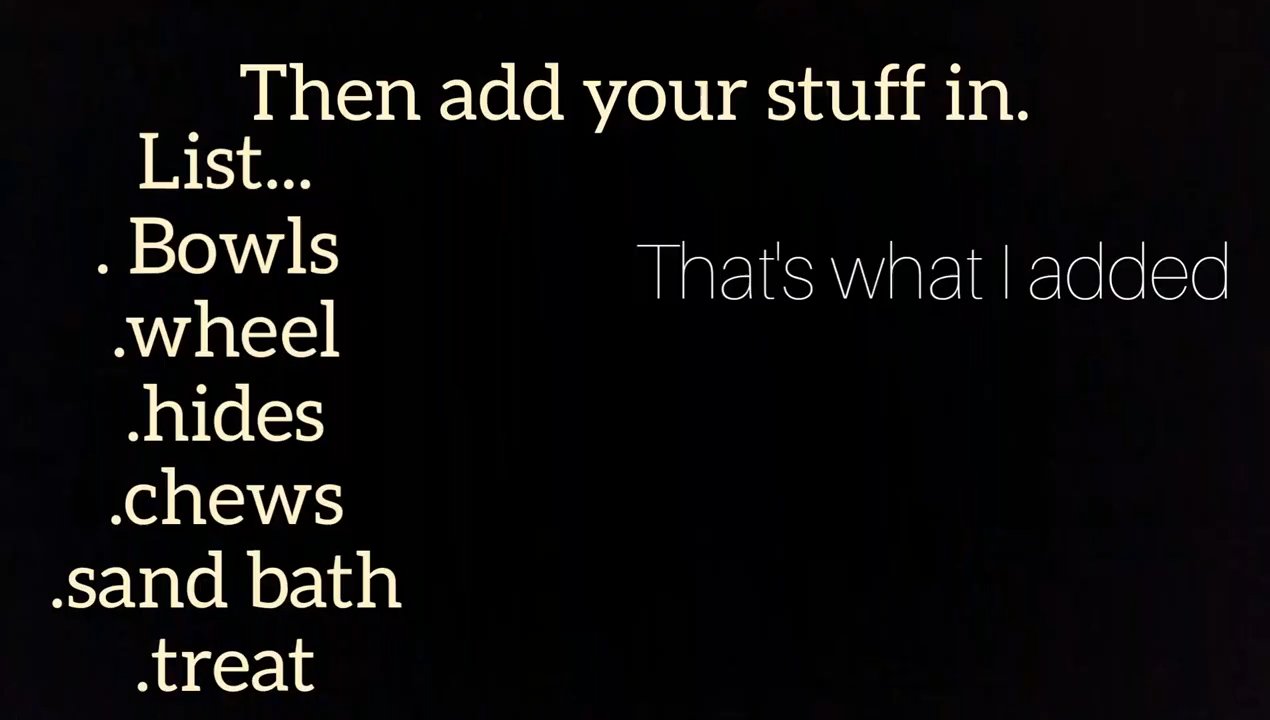 Then add your stuff in.
List...
. Bowls
.wheel
.hides
.chews
.sand bath
.treat
That's what I added